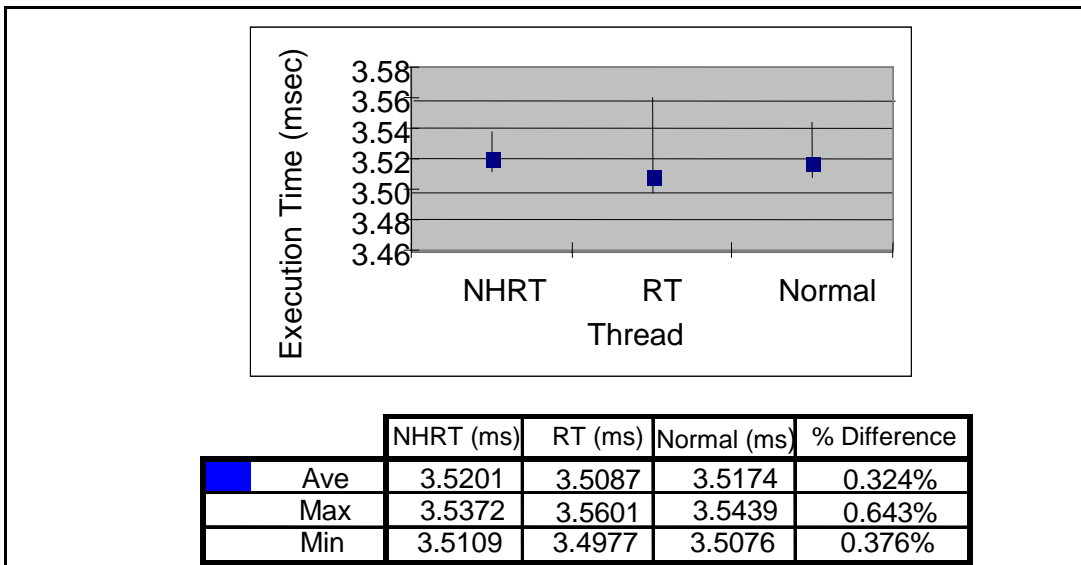 Execution Time (msec)
3.58
3.56
3.54
3.52
3.50
3.48
3.46
NHRT RT Normal
Thread
NHRT (ms) RT (ms) Normal (ms) % Difference
Ave 3.5201 3.5087 3.5174 0.324%
Max 3.5372 3.5601 3.5439 0.643%
Min 3.5109 3.4977 3.5076 0.376%